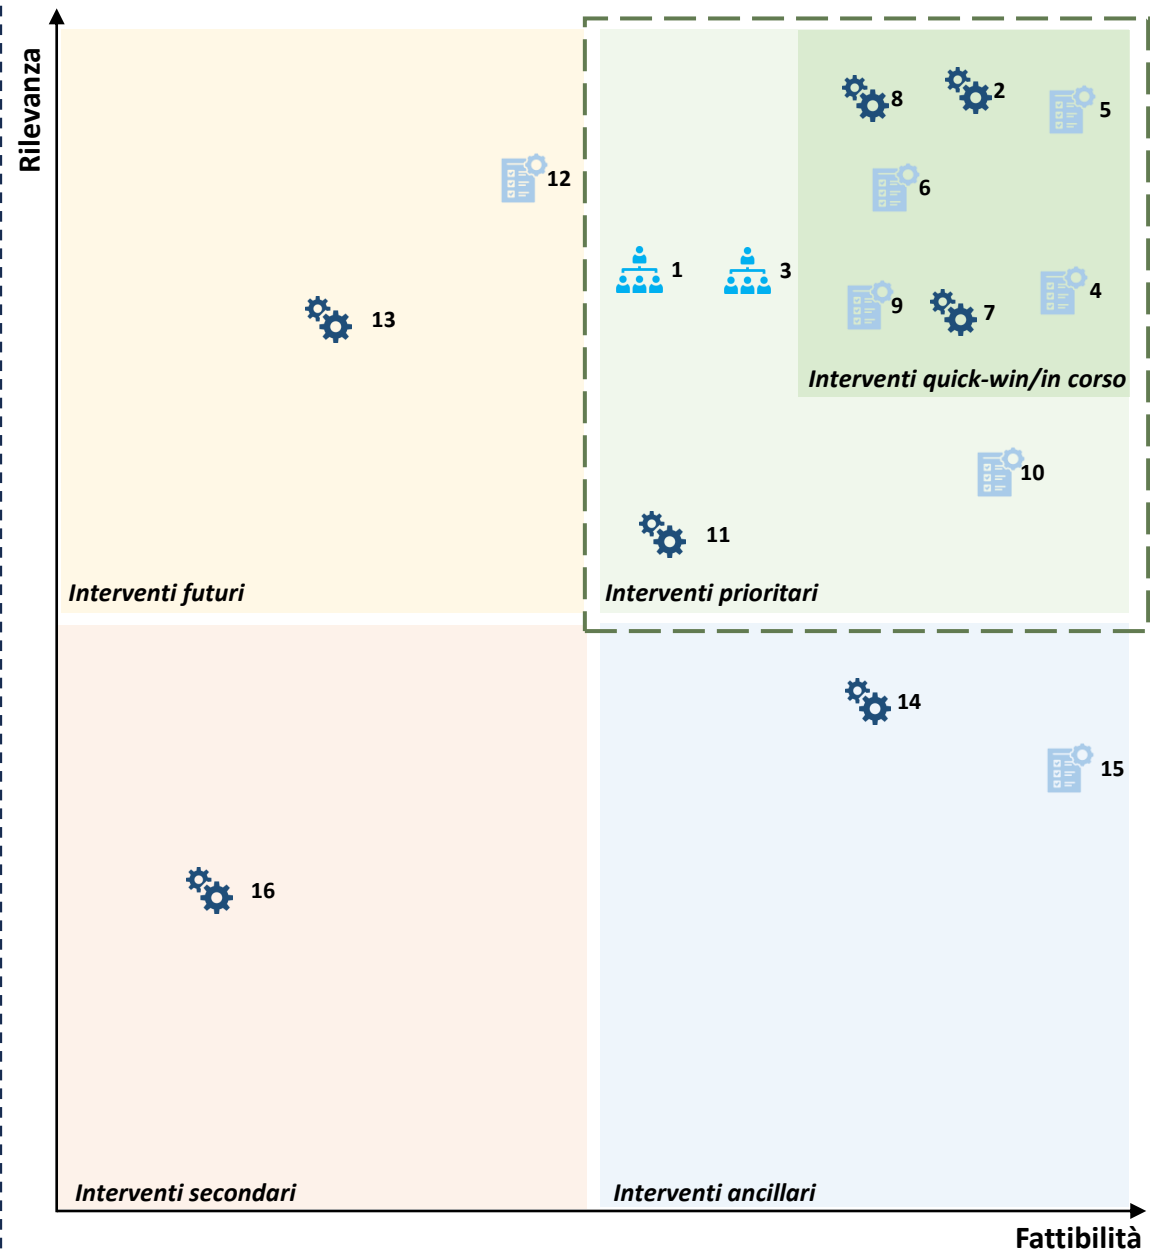 Rilevanza
8
2
5
12
6
1
3
9
7
4
13
Interventi quick-win/in corso
10
11
Interventi futuri
Interventi prioritari
14
15
16
Interventi secondari
Interventi ancillari
Fattibilità